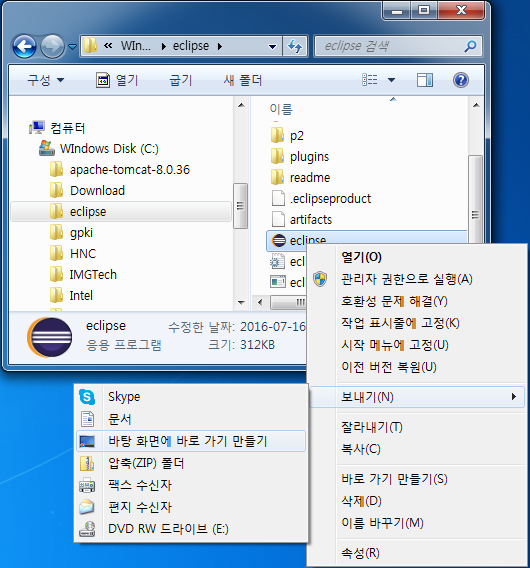 « WIn... ▸ eclipse ▸
eclipse 검색
구성 ▼ 열기 굽기 새 폴더
컴퓨터
WIndows Disk (C:)
apache-tomcat-8.0.36
Download
eclipse
gpki
HNC
IMGTech
Intel
이름
p2
plugins
readme
.eclipseproduct
artifacts
eclipse
ecl
ec
eclipse 수정한 날짜: 2016-07-16
응용 프로그램 크기: 312KB
열기(O)
관리자 권한으로 실행(A)
호환성 문제 해결(Y)
작업 표시줄에 고정(K)
시작 메뉴에 고정(U)
이전 버전 복원(U)
보내기(N)
잘라내기(T)
복사(C)
바로 가기 만들기(S)
삭제(D)
이름 바꾸기(M)
속성(R)
Skype
문서
바탕 화면에 바로 가기 만들기
압축(ZIP) 폴더
팩스 수신자
편지 수신자
DVD RW 드라이브 (E:)